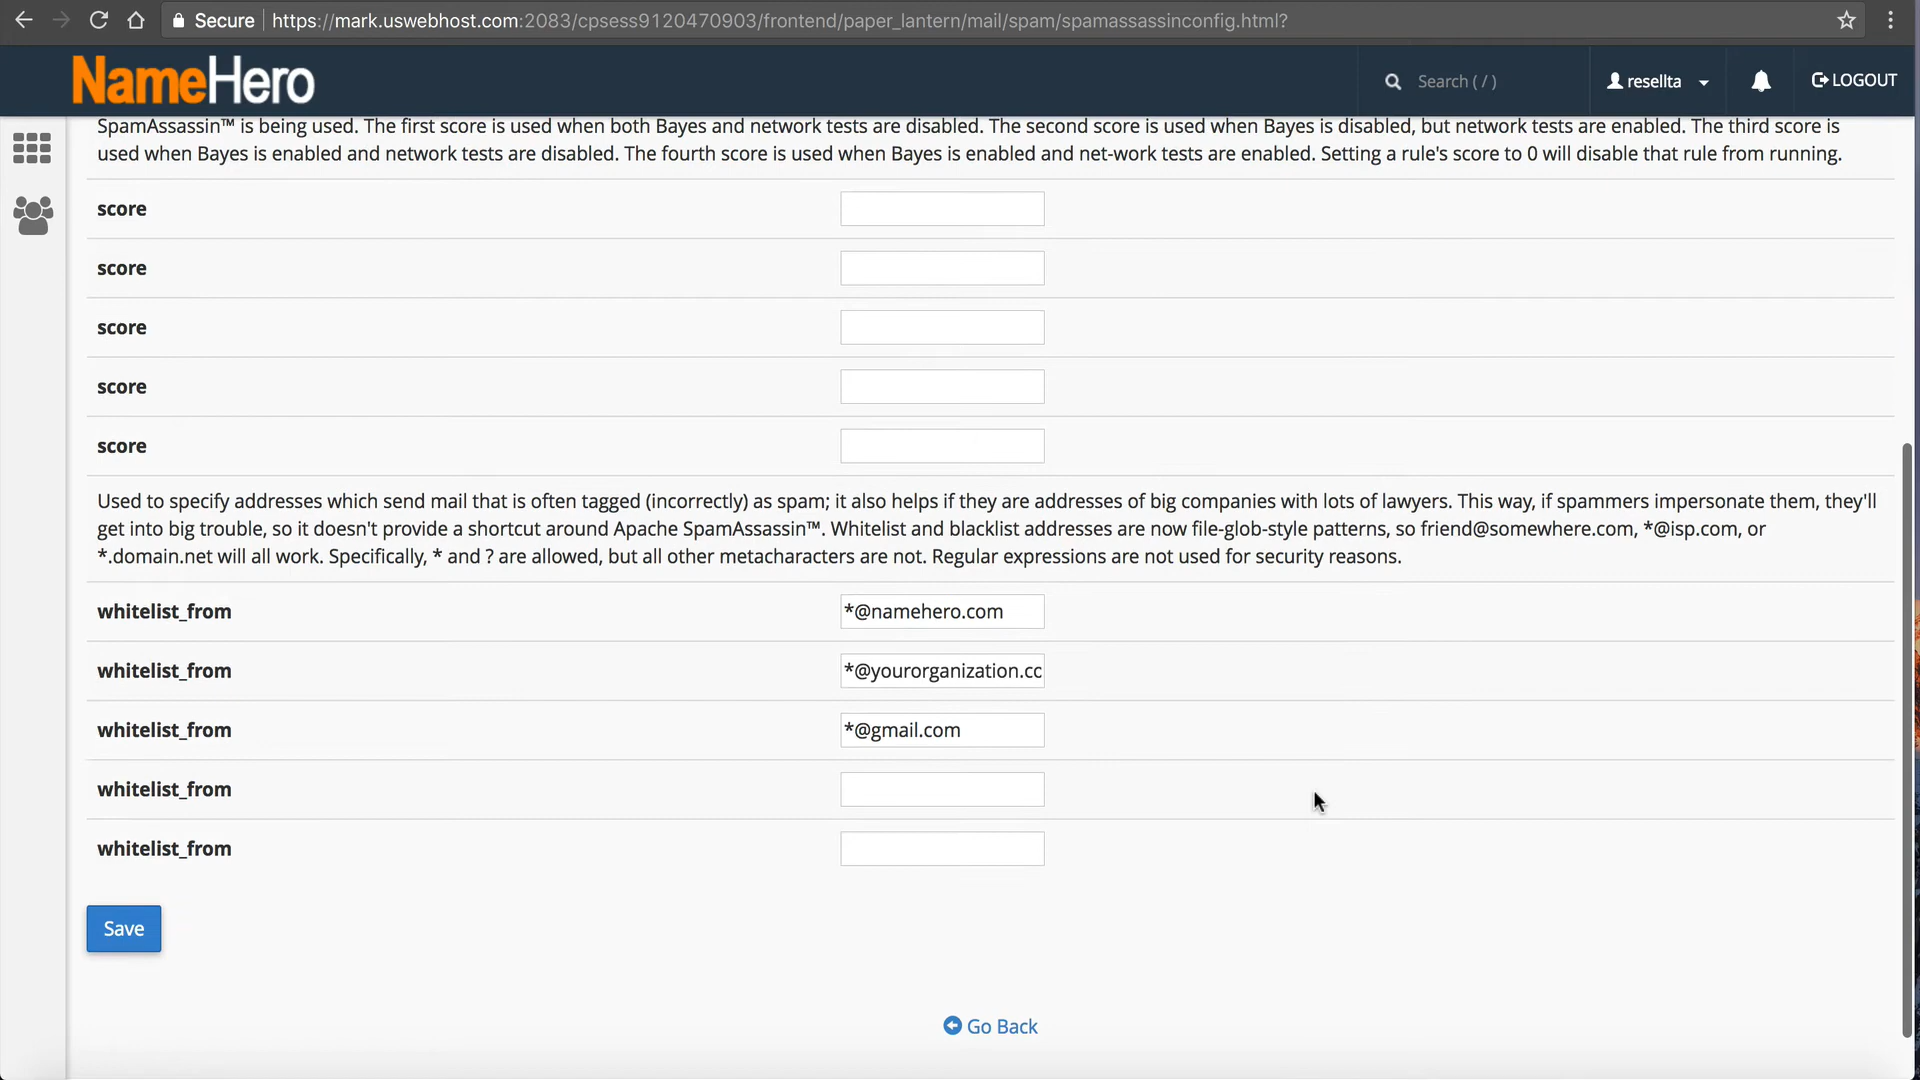 Secure https://mark.uswebhost.com:2083/cpsess9120470903/frontend/paper_lantern/mail/spam/spamassassinconfig.html?
NameHero
Search ( / )
resellta
LOGOUT
SpamAssassin™ is being used. The first score is used when both Bayes and network tests are disabled. The second score is used when Bayes is disabled, but network tests are enabled. The third score is
used when Bayes is enabled and network tests are disabled. The fourth score is used when Bayes is enabled and net-work tests are enabled. Setting a rule's score to 0 will disable that rule from running.
score
score
score
score
score
Used to specify addresses which send mail that is often tagged (incorrectly) as spam; it also helps if they are addresses of big companies with lots of lawyers. This way, if spammers impersonate them, they'll
get into big trouble, so it doesn't provide a shortcut around Apache SpamAssassin™. Whitelist and blacklist addresses are now file-glob-style patterns, so friend@somewhere.com, *@isp.com, or
*.domain.net will all work. Specifically, * and ? are allowed, but all other metacharacters are not. Regular expressions are not used for security reasons.
whitelist_from *@namehero.com
whitelist_from *@yourorganization.cc
whitelist_from *@gmail.com
whitelist_from
whitelist_from
Save
Go Back